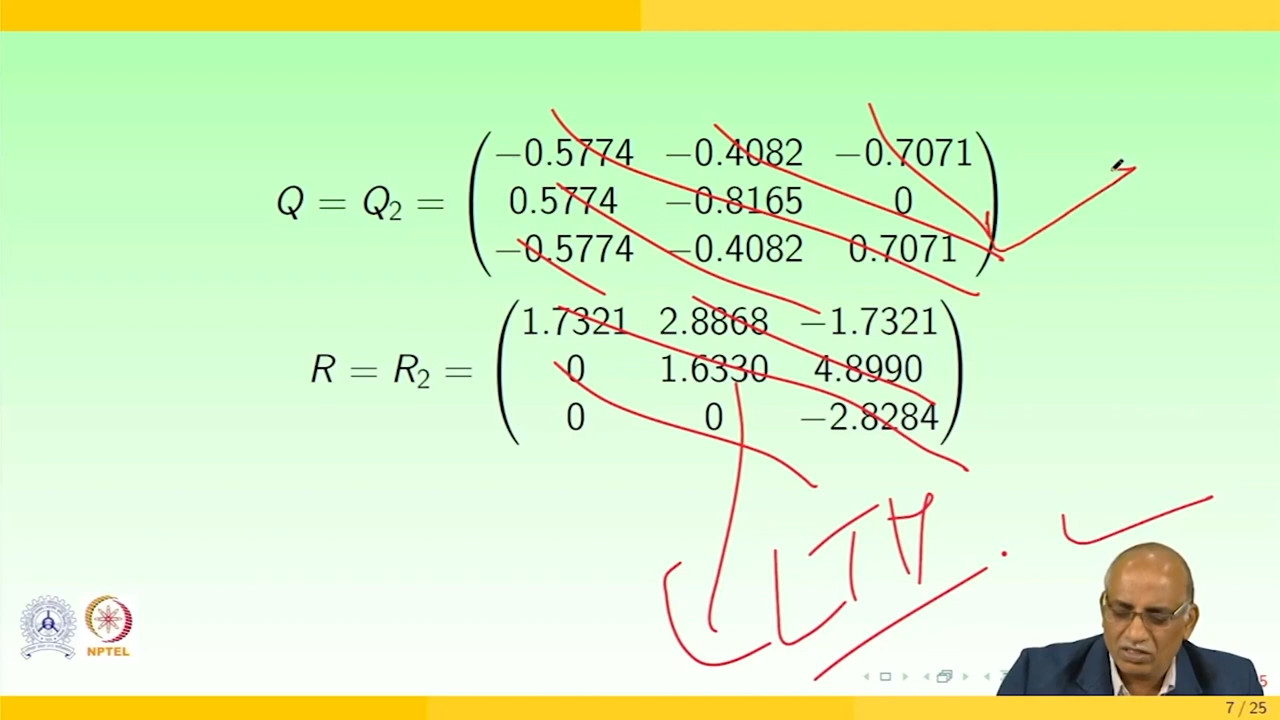 Q = Q₂ = (−0.5774 −0.4082 −0.7071
0.5774 −0.8165 0
−0.5774 −0.4082 0.7071)
R = R₂ = (1.7321 2.8868 −1.7321
0 1.6330 4.8990
0 0 −2.8284)
NPTEL
5
7 / 25